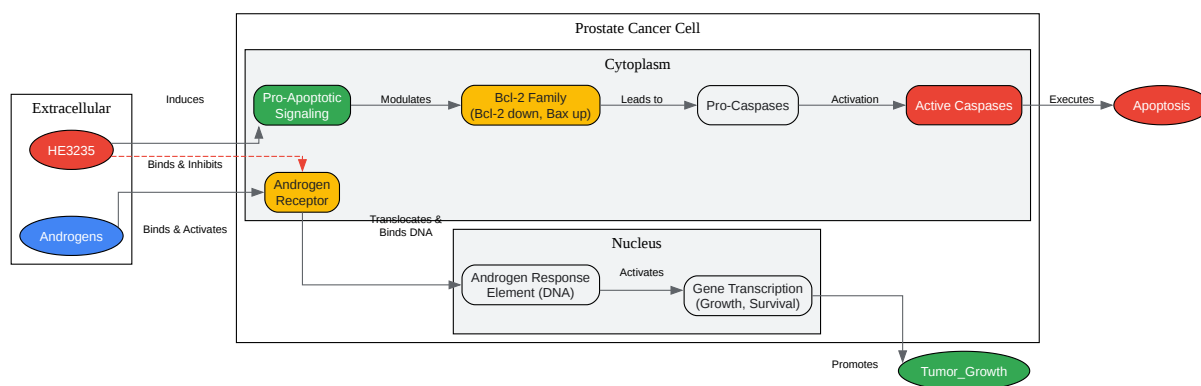 Prostate Cancer Cell
Cytoplasm
Extracellular
Induces
Pro-Apoptotic
Signaling
Modulates
Bcl-2 Family
(Bcl-2 down, Bax up)
Leads to
Pro-Caspases
Activation
Active Caspases
Executes
Apoptosis
HE3235
Binds & Inhibits
Androgen
Receptor
Androgens
Binds & Activates
Translocates &
Binds DNA
Nucleus
Androgen Response
Element (DNA)
Activates
Gene Transcription
(Growth, Survival)
Promotes
Tumor_Growth